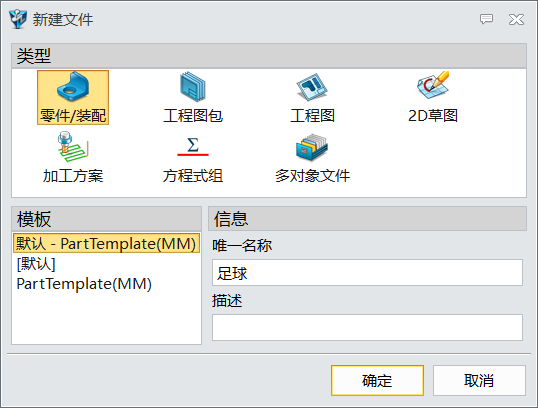 新建文件
类型
零件/装配
工程图包
工程图
2D草图
加工方案
方程式组
多对象文件
模板
默认 - PartTemplate(MM)
[默认]
PartTemplate(MM)
信息
唯一名称
足球
描述
确定
取消